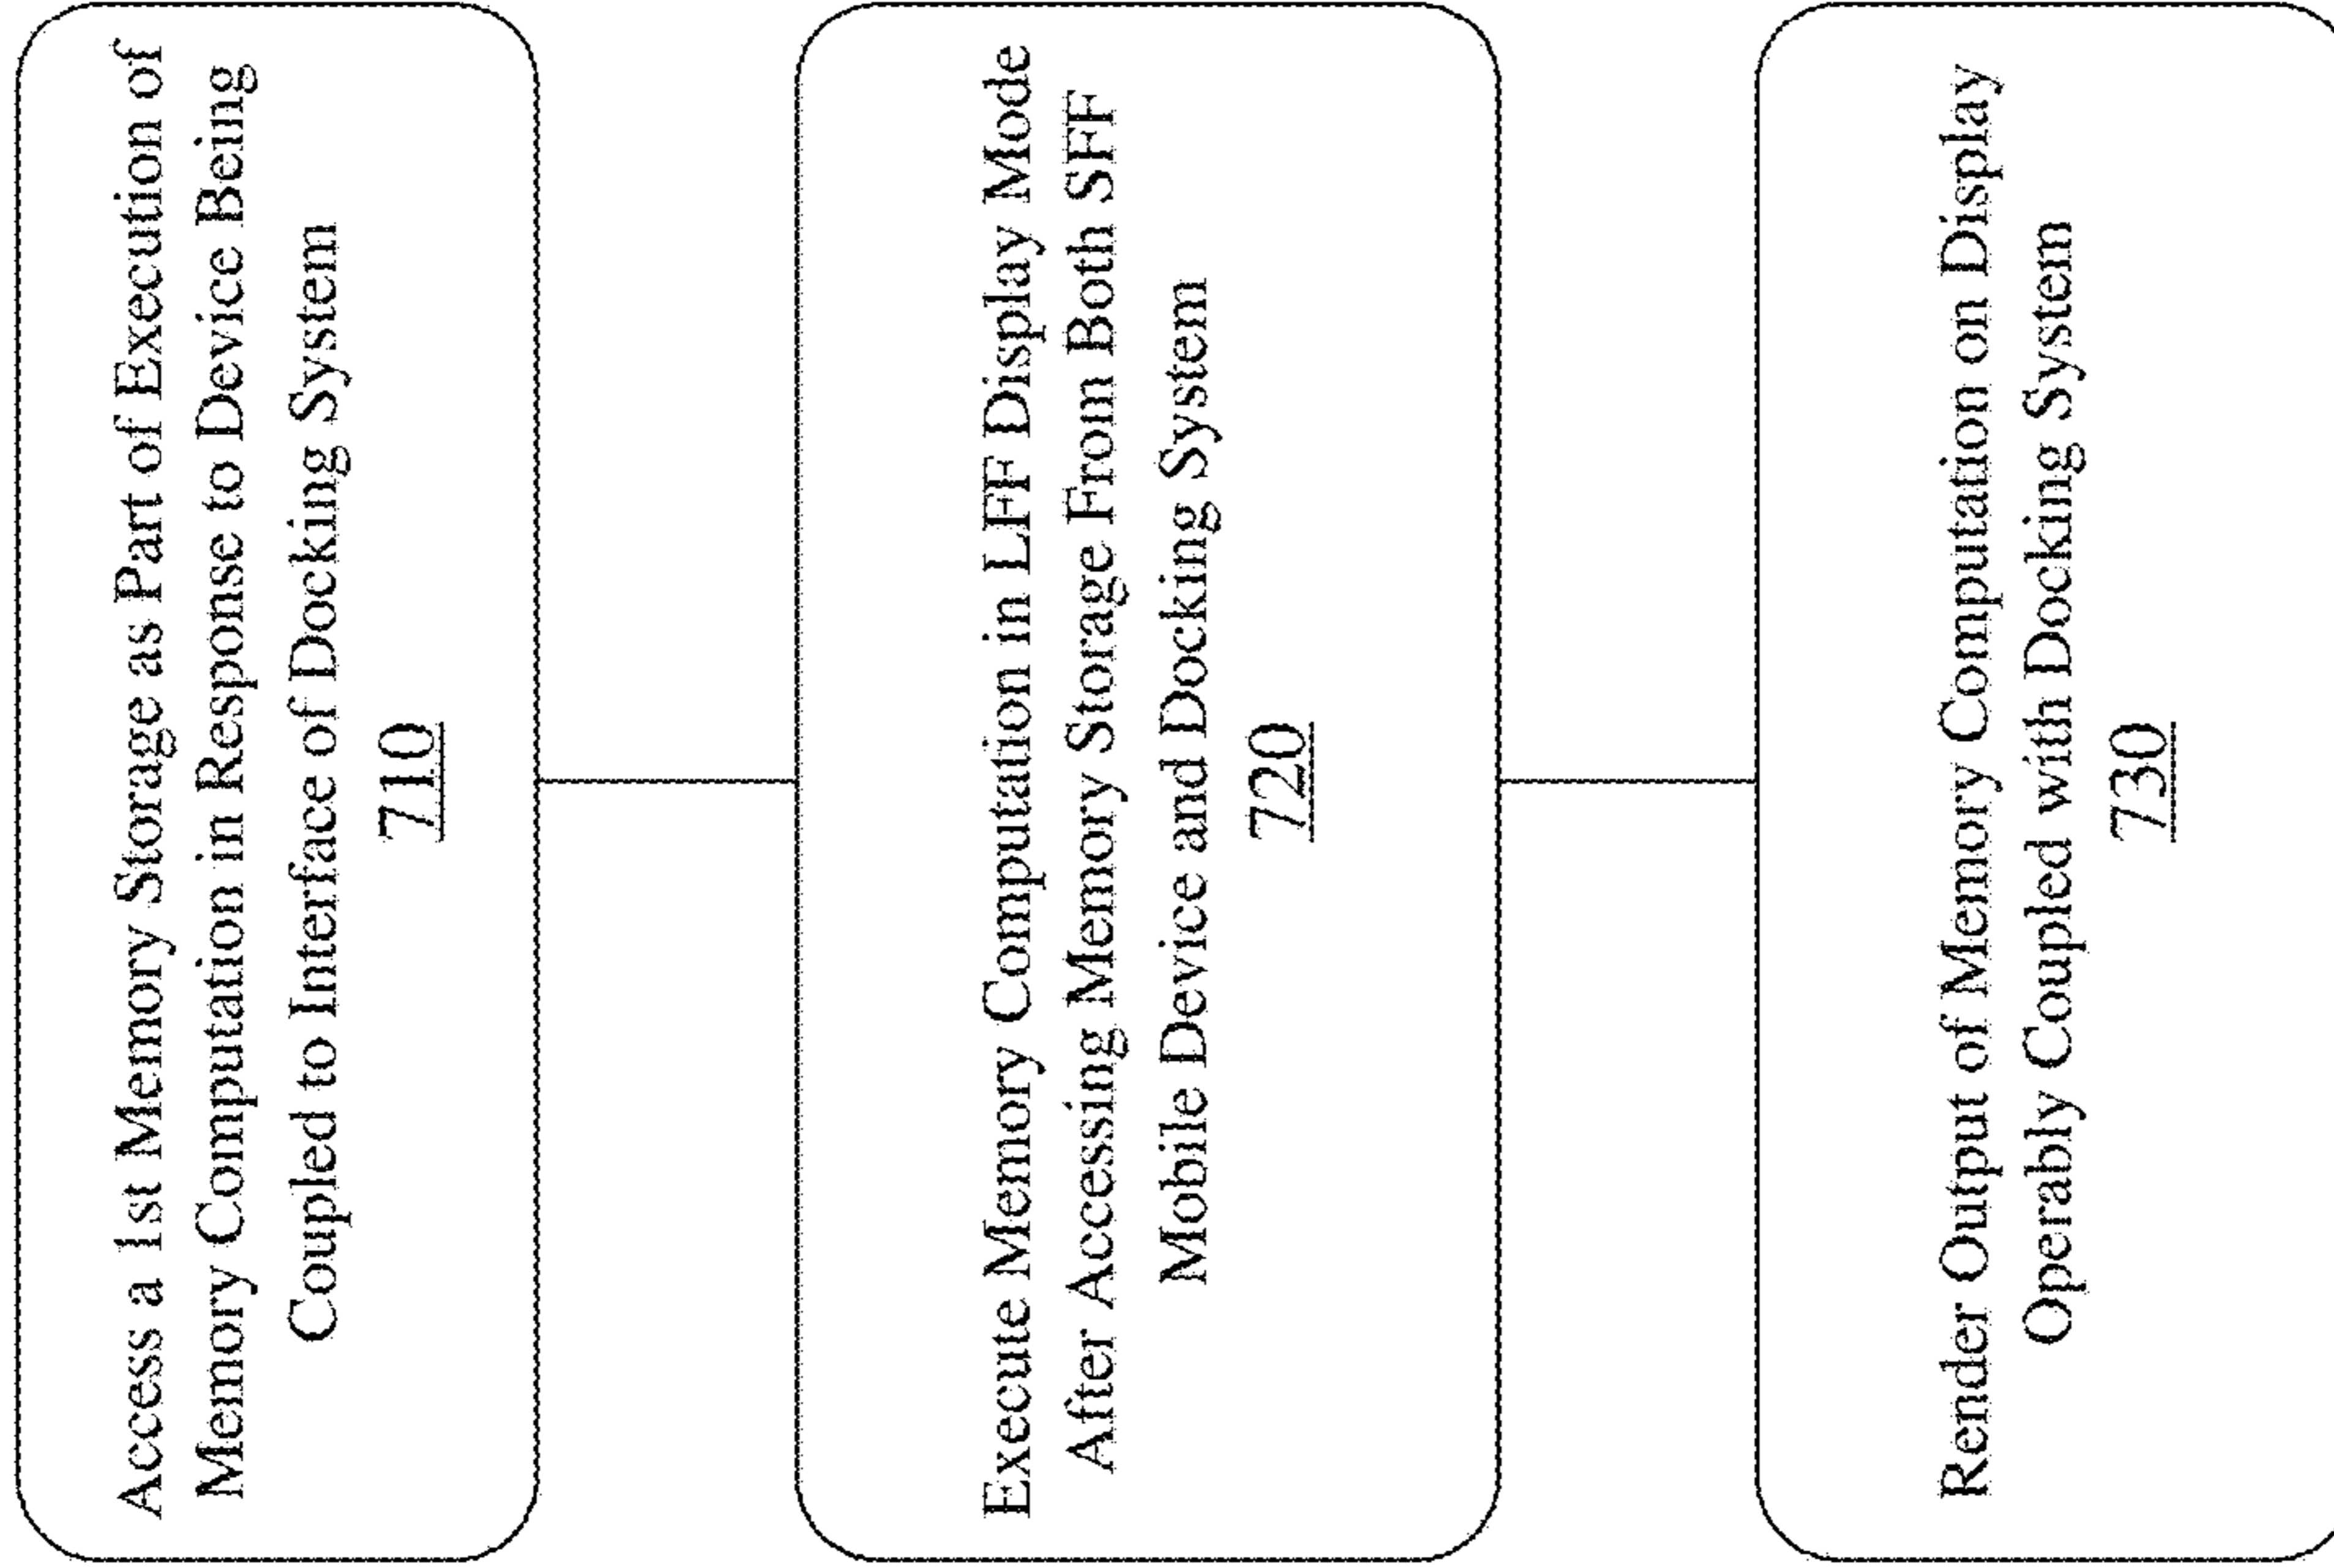 Access a 1st Memory Storage as Part of Execution of
Memory Computation in Response to Device Being
Coupled to Interface of Docking System
710
Execute Memory Computation in LFF Display Mode
After Accessing Memory Storage From Both SFF
Mobile Device and Docking System
720
Render Output of Memory Computation on Display
Operably Coupled with Docking System
730